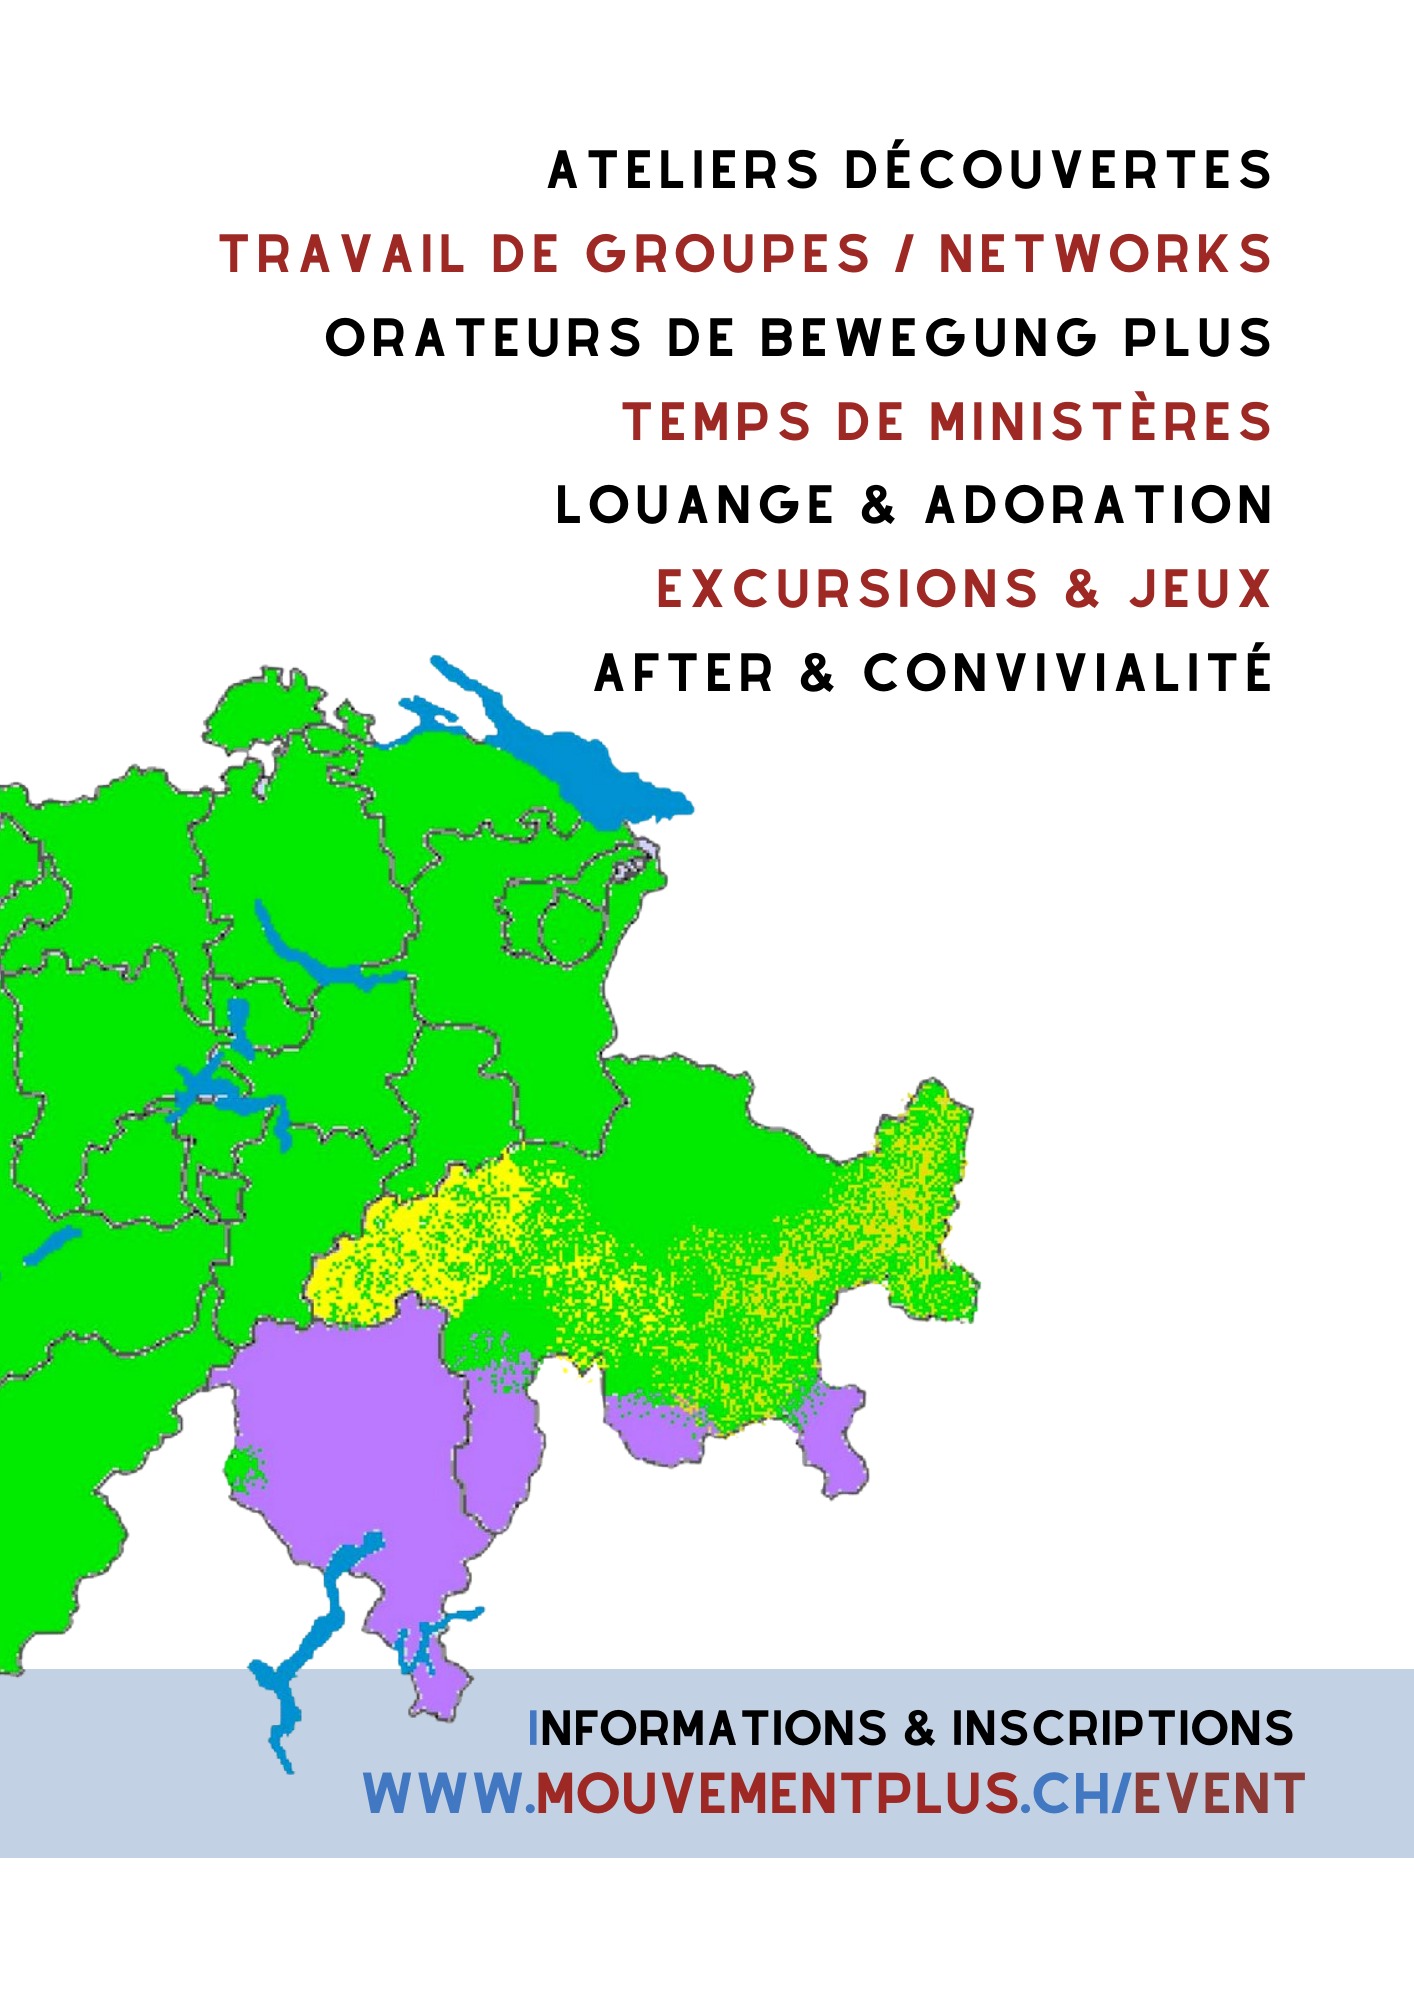 ATELIERS DÉCOUVERTES
TRAVAIL DE GROUPES / NETWORKS
ORATEURS DE BEWEGUNG PLUS
TEMPS DE MINISTÈRES
LOUANGE & ADORATION
EXCURSIONS & JEUX
AFTER & CONVIVIALITÉ
INFORMATIONS & INSCRIPTIONS
WWW.MOUVEMENTPLUS.CH/EVENT